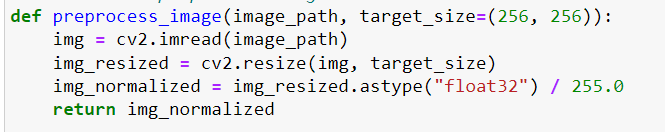 def preprocess_image(image_path, target_size=(256, 256)):
    img = cv2.imread(image_path)
    img_resized = cv2.resize(img, target_size)
    img_normalized = img_resized.astype("float32") / 255.0
    return img_normalized